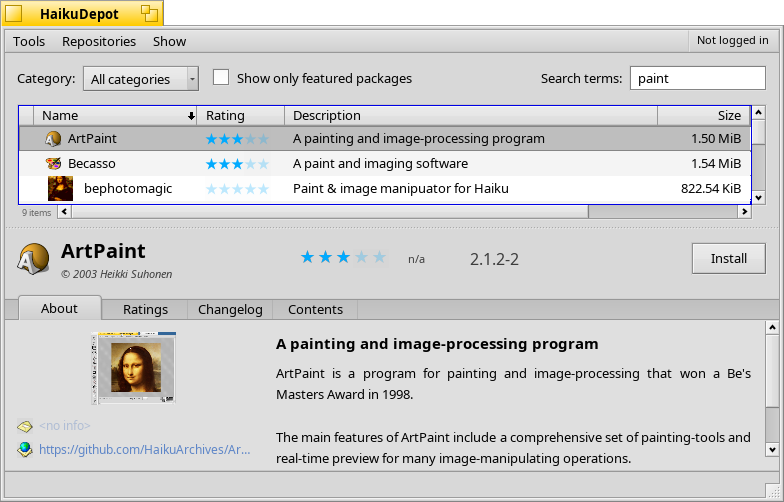 HaikuDepot
Tools Repositories Show Not logged in
Category: All categories Show only featured packages Search terms: paint
Name Rating Description Size
ArtPaint A painting and image-processing program 1.50 MiB
Becasso A paint and imaging software 1.54 MiB
bephotomagic Paint & image manipuator for Haiku 822.54 KiB
9 items
ArtPaint n/a 2.1.2-2 Install
© 2003 Heikki Suhonen
About Ratings Changelog Contents
A painting and image-processing program
ArtPaint is a program for painting and image-processing that won a Be's
Masters Award in 1998.
<no info>
https://github.com/HaikuArchives/Ar...
The main features of ArtPaint include a comprehensive set of painting-tools and
real-time preview for many image-manipulating operations.